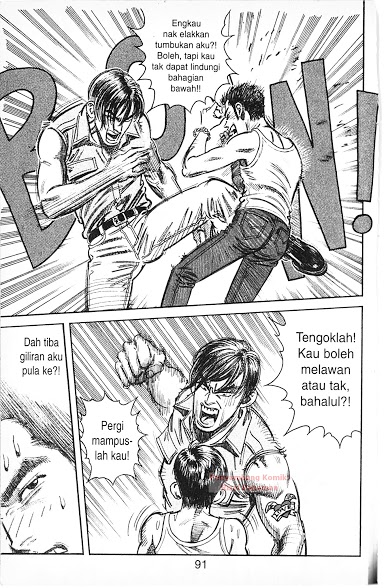 Engkau
nak elakkan
tumbukan aku?!
Boleh, tapi kau
tak dapat lindungi
bahagian
bawah!!
Tengoklah!
Kau boleh
melawan
atau tak,
bahalul?!
Pergi
mampus-
lah kau!
Dah tiba
giliran aku
pula ke?!
91